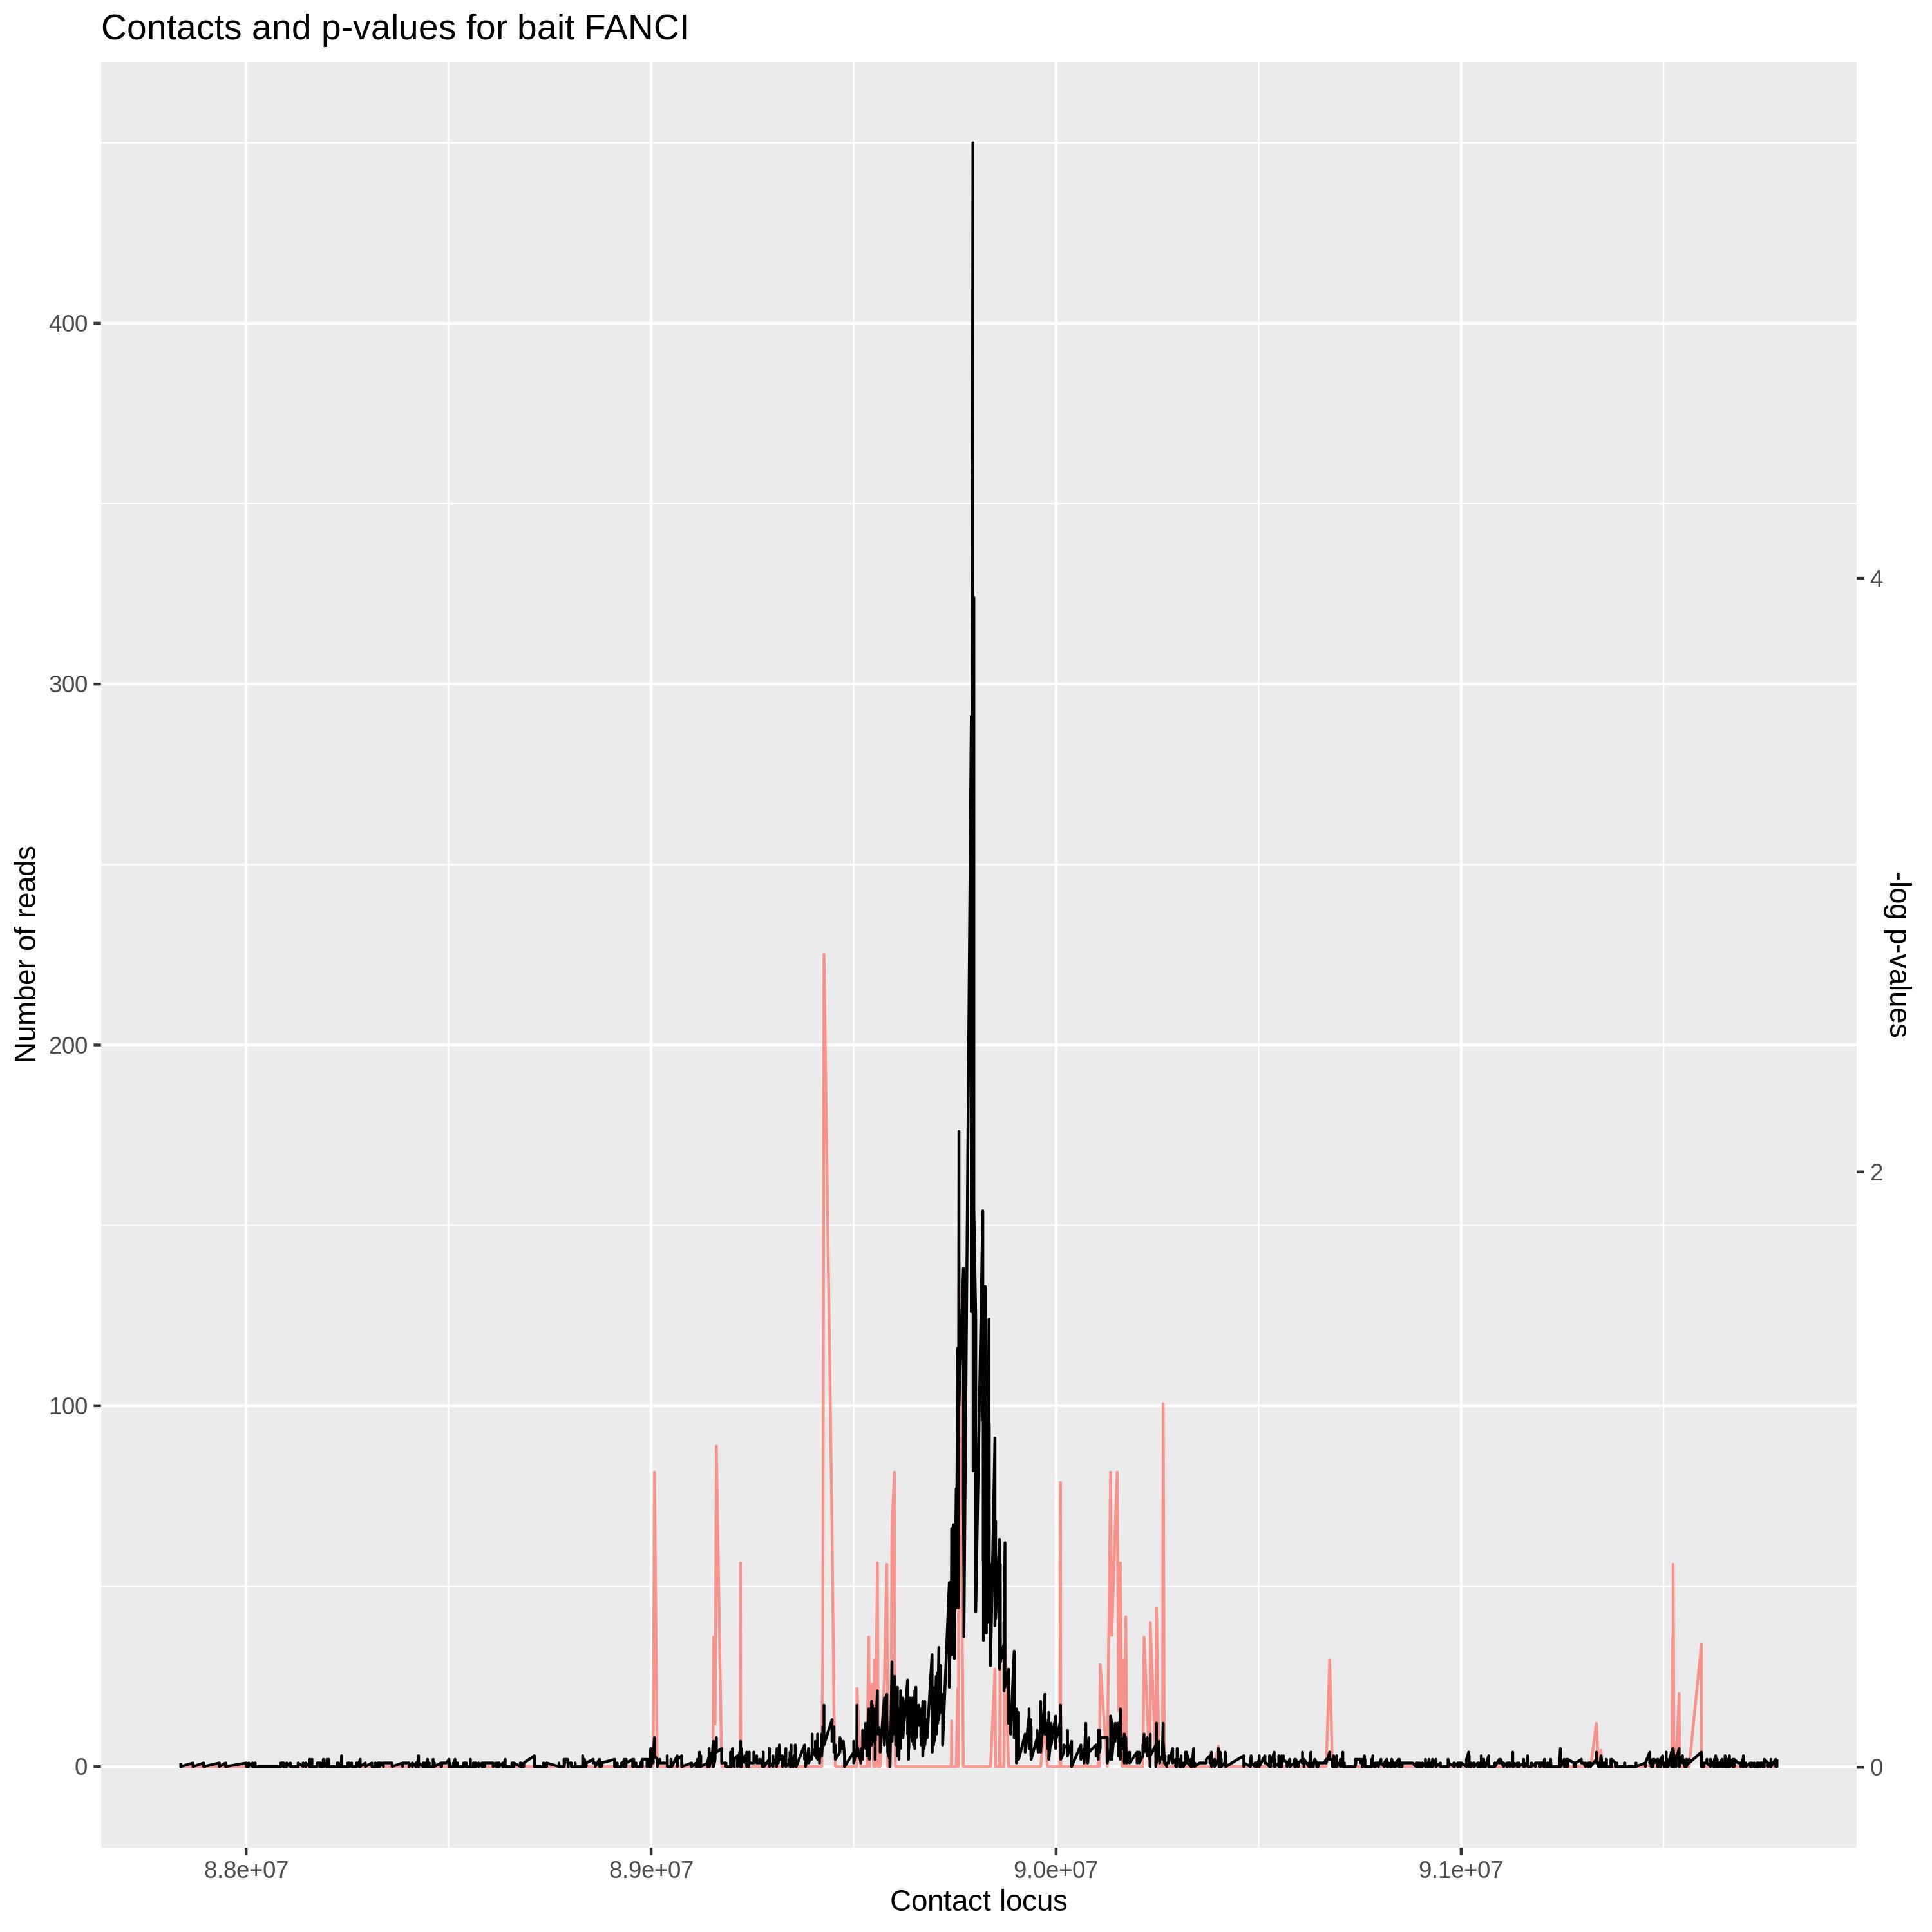 Contacts and p-values for bait FANCI
400
300
200
100
0
Number of reads
4
2
0
-log p-values
8.8e+07
8.9e+07
9.0e+07
9.1e+07
Contact locus